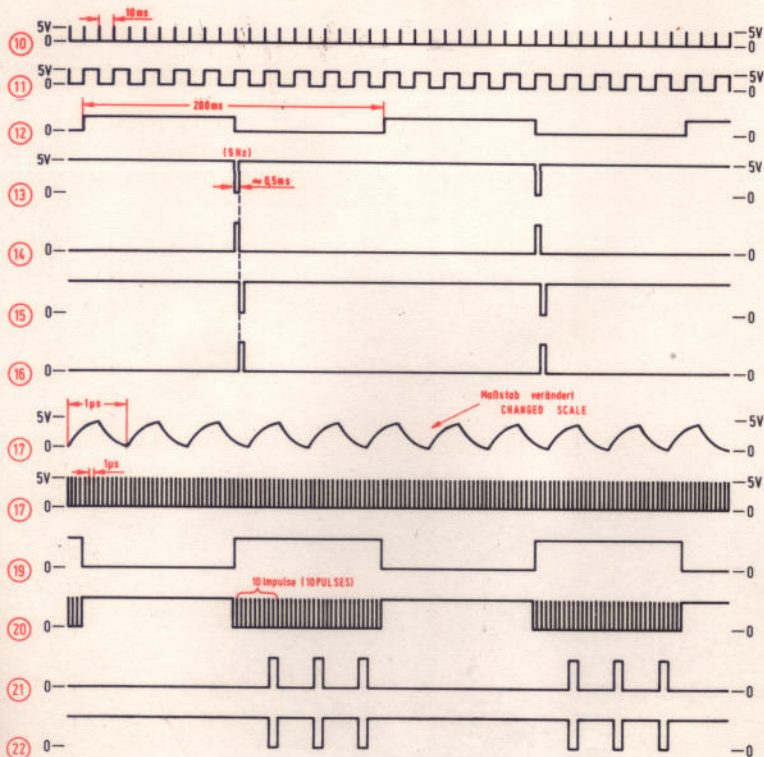 10ms
10 5V 0 5V 0
11 5V 0 5V 0
200ms
12 0 0
5V (5Hz) 5V
13 0 ≈ 0,5ms 0
14 0 0
15 0 0
16 0 0
1µs Maßstab verändert
CHANGED SCALE
17 5V 0 5V 0
1µs
17 5V 0 5V 0
19 0 0
10 Impulse (10 PULSES)
20 0 0
21 0 0
22 0 0